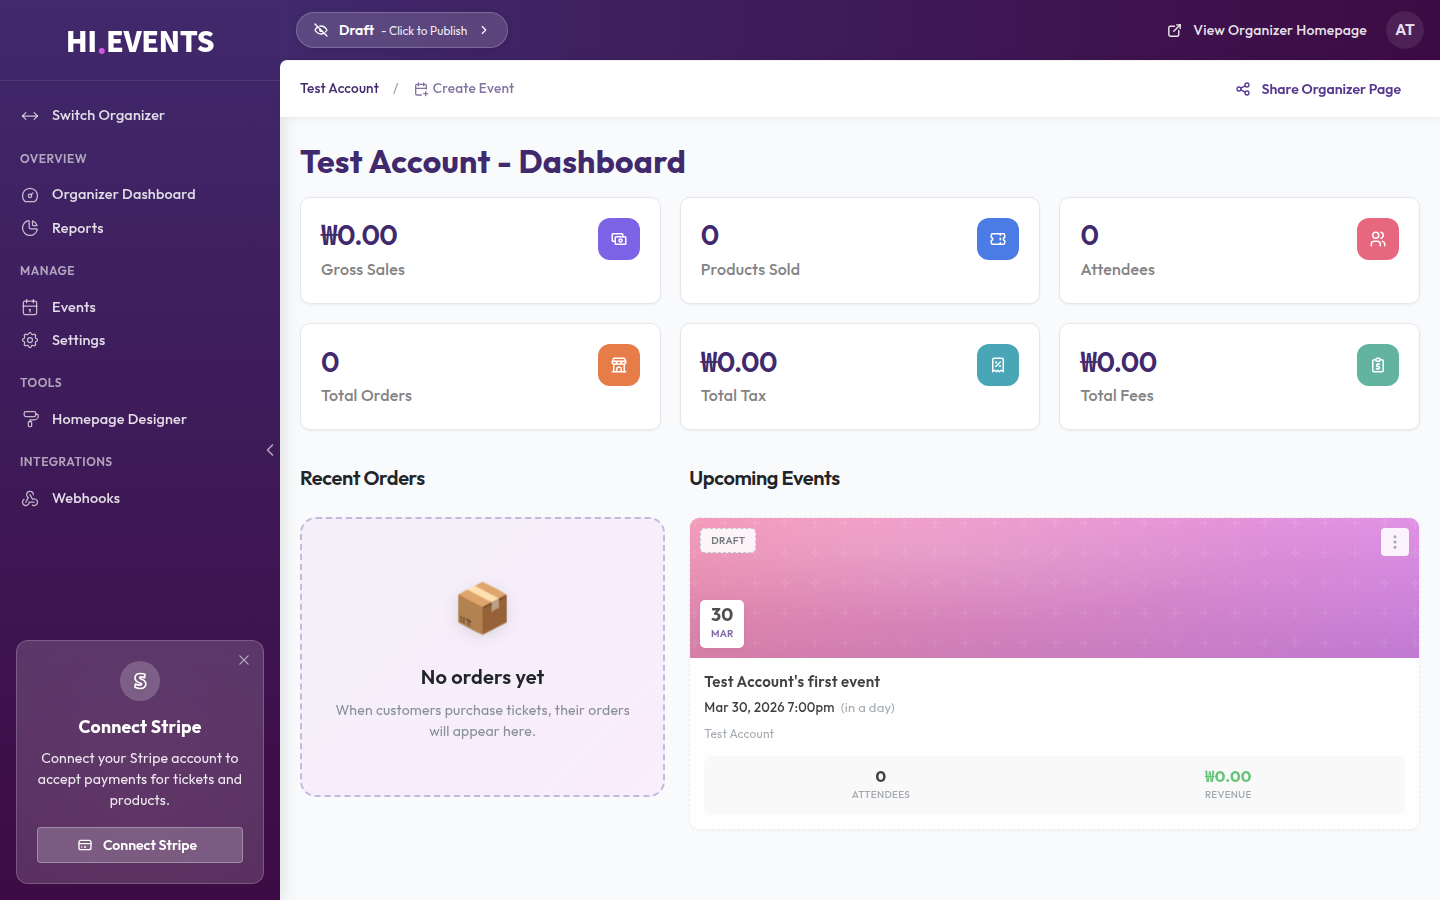 HI.EVENTS
Draft - Click to Publish
View Organizer Homepage
AT
Switch Organizer
OVERVIEW
Organizer Dashboard
Reports
MANAGE
Events
Settings
TOOLS
Homepage Designer
INTEGRATIONS
Webhooks
Connect Stripe
Connect your Stripe account to
accept payments for tickets and
products.
Connect Stripe
Test Account / Create Event
Share Organizer Page
Test Account - Dashboard
₩0.00
Gross Sales
0
Products Sold
0
Attendees
0
Total Orders
₩0.00
Total Tax
₩0.00
Total Fees
Recent Orders
No orders yet
When customers purchase tickets, their orders
will appear here.
Upcoming Events
DRAFT
30
MAR
Test Account's first event
Mar 30, 2026 7:00pm (in a day)
Test Account
0
ATTENDEES
₩0.00
REVENUE